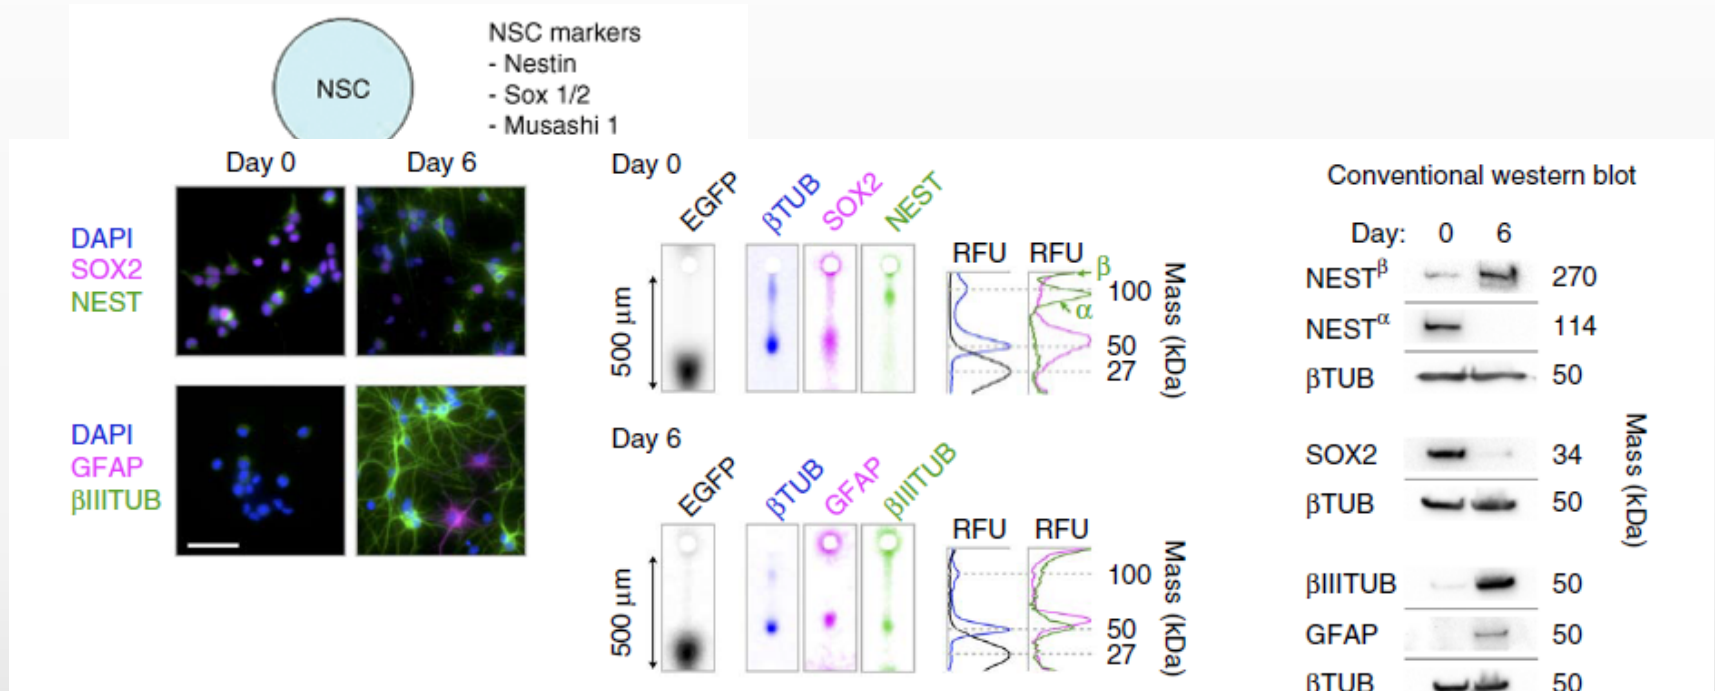 NSC
NSC markers
- Nestin
- Sox 1/2
- Musashi 1
Day 0
Day 6
DAPI
SOX2
NEST
DAPI
GFAP
βIIITUB
Day 0
EGFP
βTUB
SOX2
NEST
500 µm
RFU
RFU
β
α
100
50
27
Mass (kDa)
Day 6
EGFP
βTUB
GFAP
βIIITUB
500 µm
RFU
RFU
100
50
27
Mass (kDa)
Conventional western blot
Day: 0 6
NESTβ 270
NESTα 114
βTUB 50
SOX2 34
βTUB 50
βIIITUB 50
GFAP 50
βTUB 50
Mass (kDa)